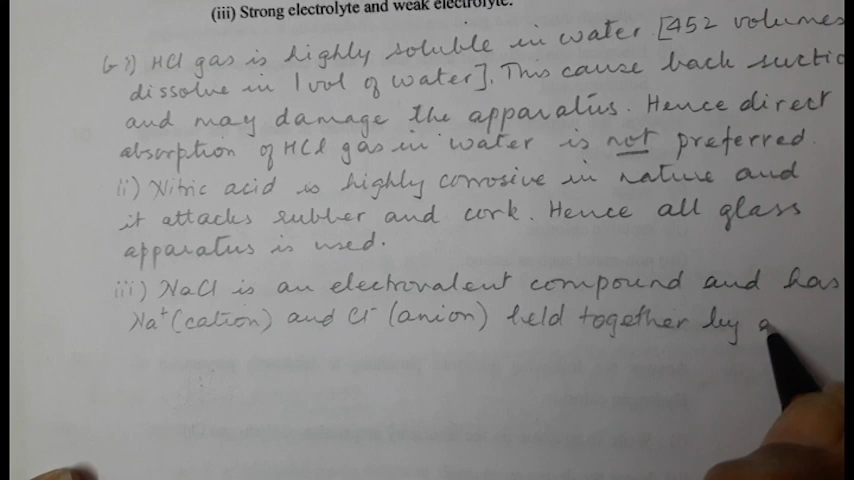 (iii) Strong electrolyte and weak electrolyte.
b i) HCl gas is highly soluble in water [452 volumes
dissolve in 1 vol of water]. This cause back suctio
and may damage the apparatus. Hence direct
absorption of HCl gas in water is not preferred.
ii) Nitric acid is highly corrosive in nature and
it attacks rubber and cork. Hence all glass
apparatus is used.
iii) NaCl is an electrovalent compound and has
Na⁺ (cation) and Cl⁻ (anion) held together by a